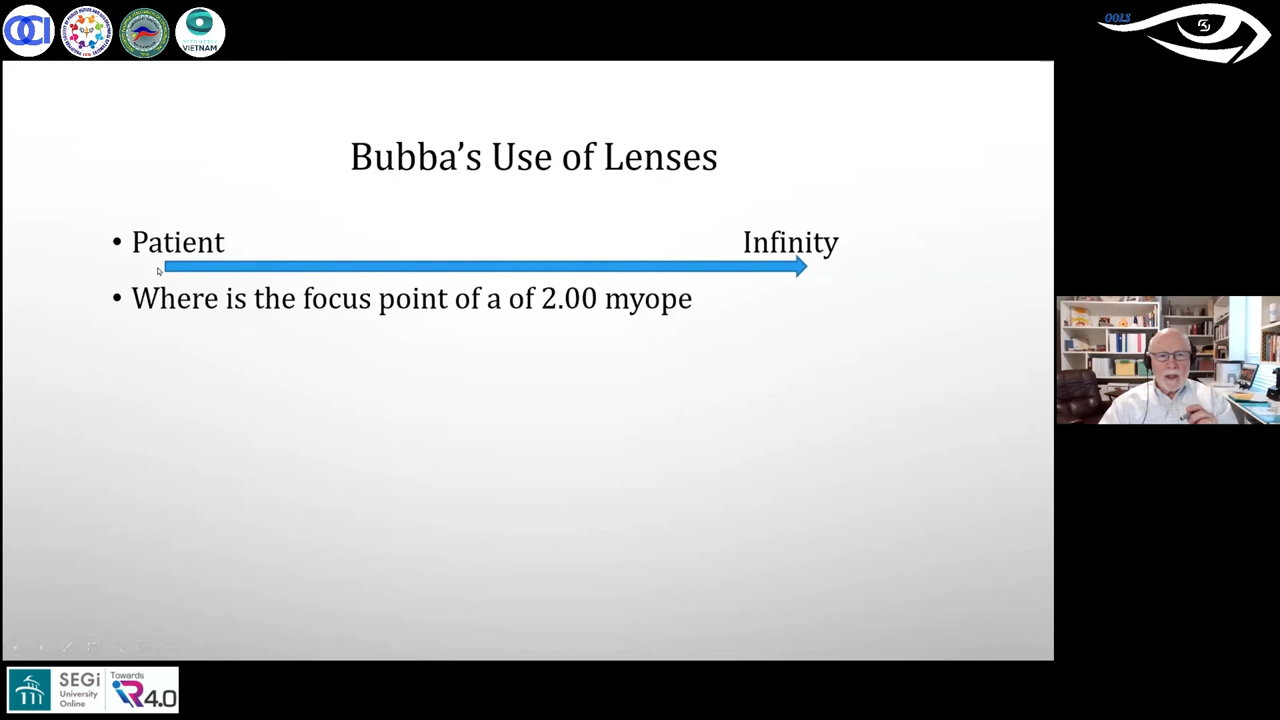 OCI
VIETNAM
OOLS
Bubba’s Use of Lenses
• Patient
Infinity
• Where is the focus point of a of 2.00 myope
SEGi
University
Online
Towards
R4.0